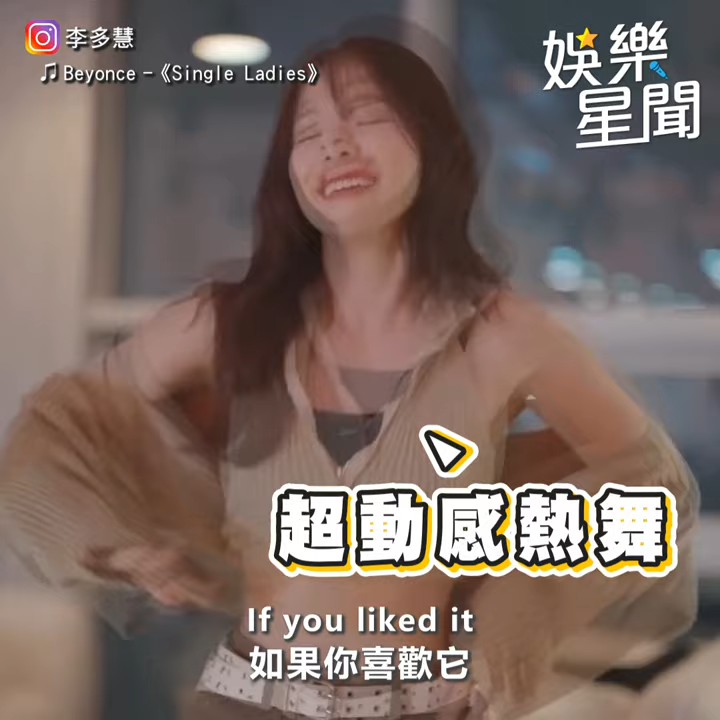 李多慧
♫ Beyonce -《Single Ladies》
娛樂
星聞
超動感熱舞
If you liked it
如果你喜歡它